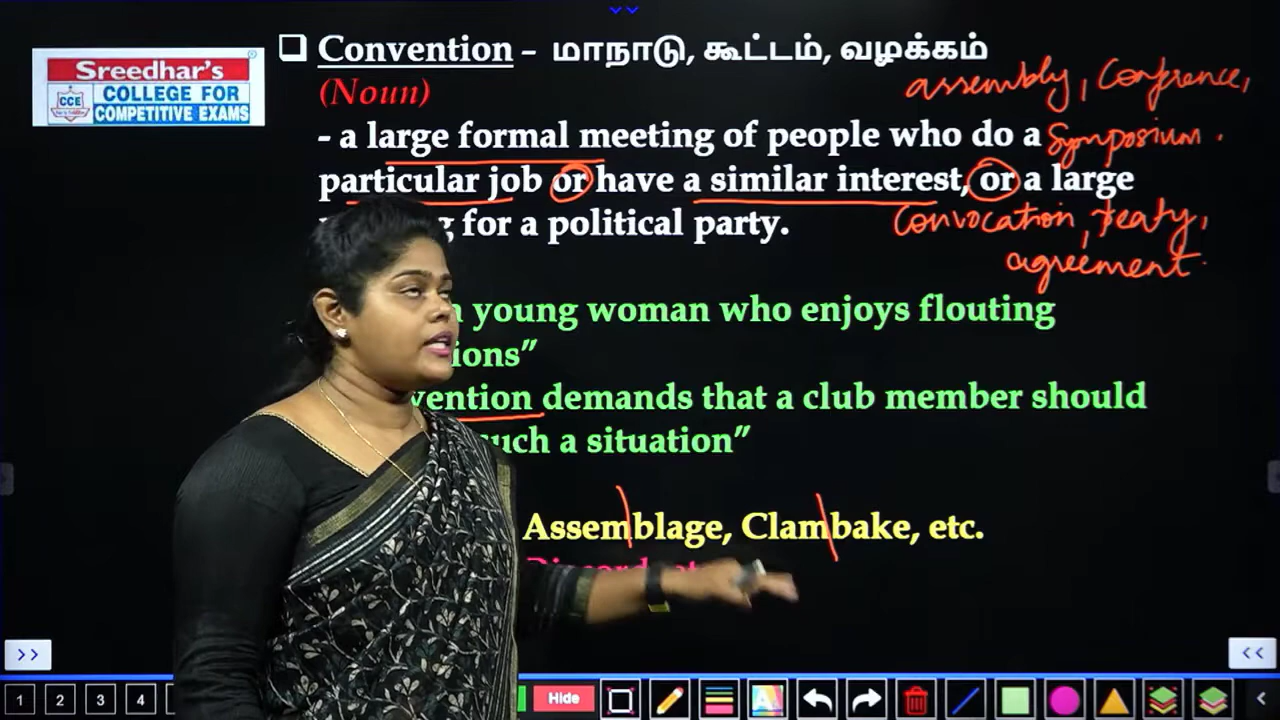 Sreedhar's
CCE
COLLEGE FOR
COMPETITIVE EXAMS
Convention – மாநாடு, கூட்டம், வழக்கம்
(Noun)
assembly, Conference,
- a large formal meeting of people who do a
Symposium.
particular job or have a similar interest, or a large
g for a political party.
Convocation, treaty,
agreement.
young woman who enjoys flouting
ions”
vention demands that a club member should
such a situation”
Assemblage, Clambake, etc.
>>
<<
1 2 3 4
Hide